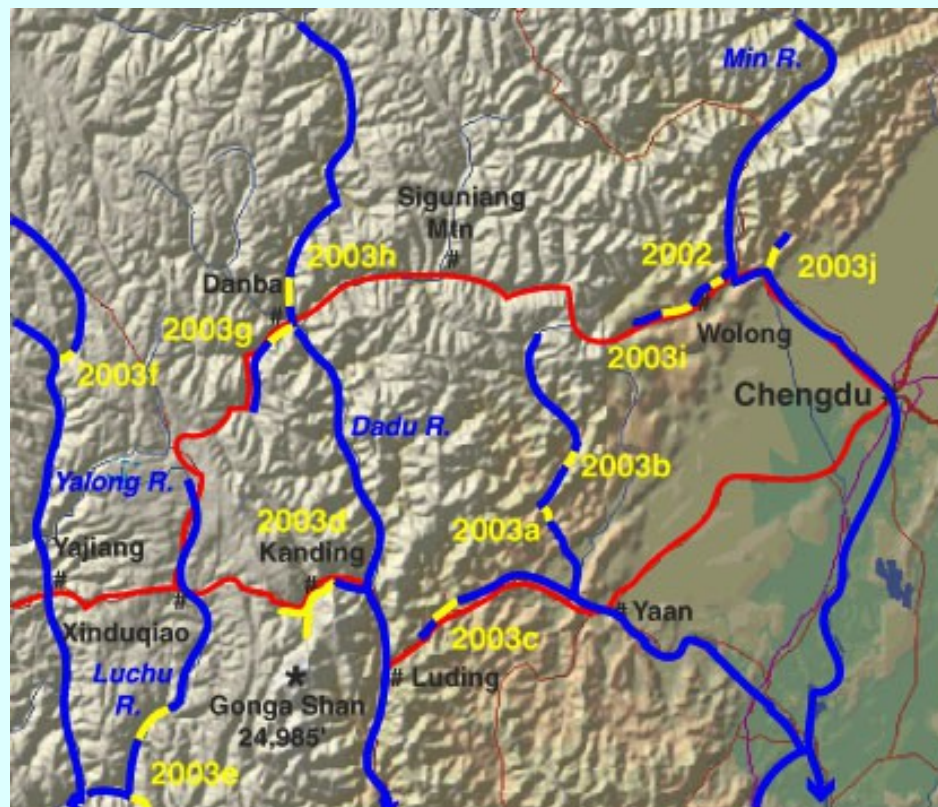 Min R.
Siguniang
Mtn
#
2003h
2002
2003j
Danba
#
#
Wolong
2003g
2003i
2003f
Chengdu
Dadu R.
Yalong R.
2003b
2003d
2003a
Kanding
#
Yajiang
#
#
Xinduqiao
# Yaan
2003c
Luchu
R.
*
# Luding
Gonga Shan
24,985'
2003e